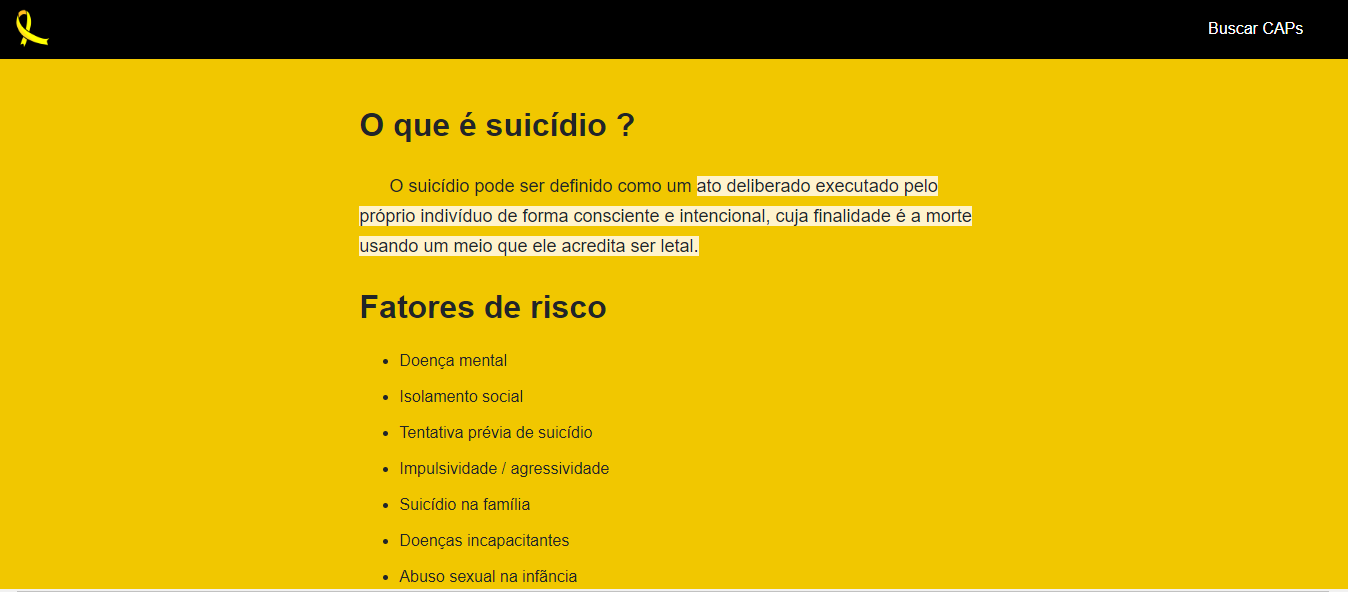 Buscar CAPs
O que é suicídio ?
O suicídio pode ser definido como um ato deliberado executado pelo
próprio indivíduo de forma consciente e intencional, cuja finalidade é a morte
usando um meio que ele acredita ser letal.
Fatores de risco
• Doença mental
• Isolamento social
• Tentativa prévia de suicídio
• Impulsividade / agressividade
• Suicídio na família
• Doenças incapacitantes
• Abuso sexual na infância